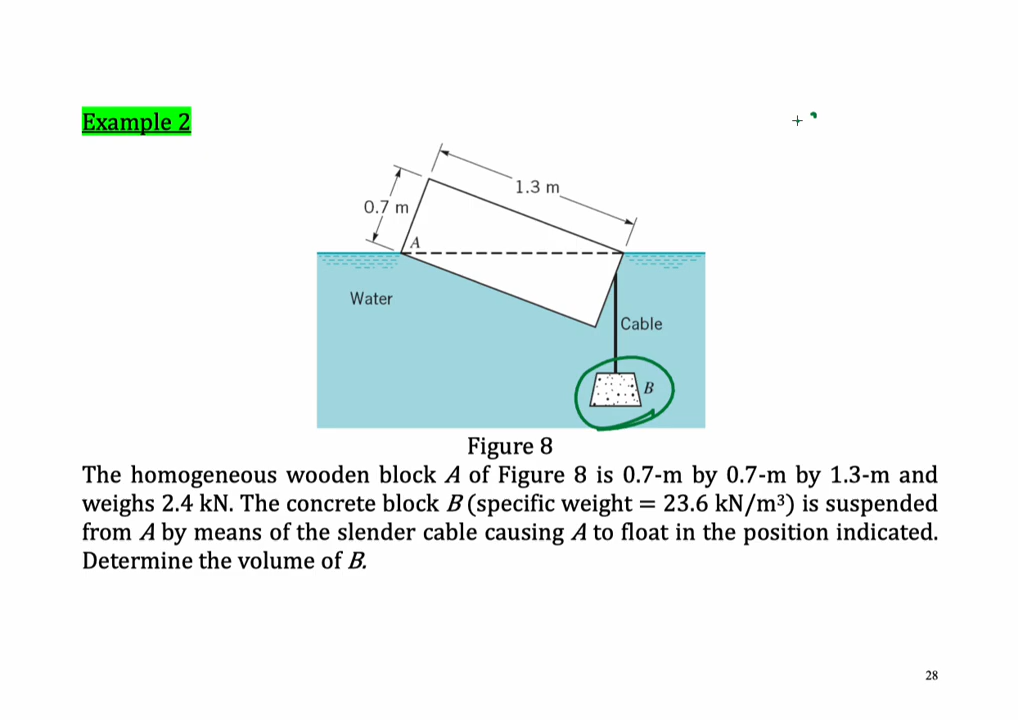 Example 2
+
1.3 m
0.7 m
A
Water
Cable
B
Figure 8
The homogeneous wooden block A of Figure 8 is 0.7-m by 0.7-m by 1.3-m and
weighs 2.4 kN. The concrete block B (specific weight = 23.6 kN/m³) is suspended
from A by means of the slender cable causing A to float in the position indicated.
Determine the volume of B.
28